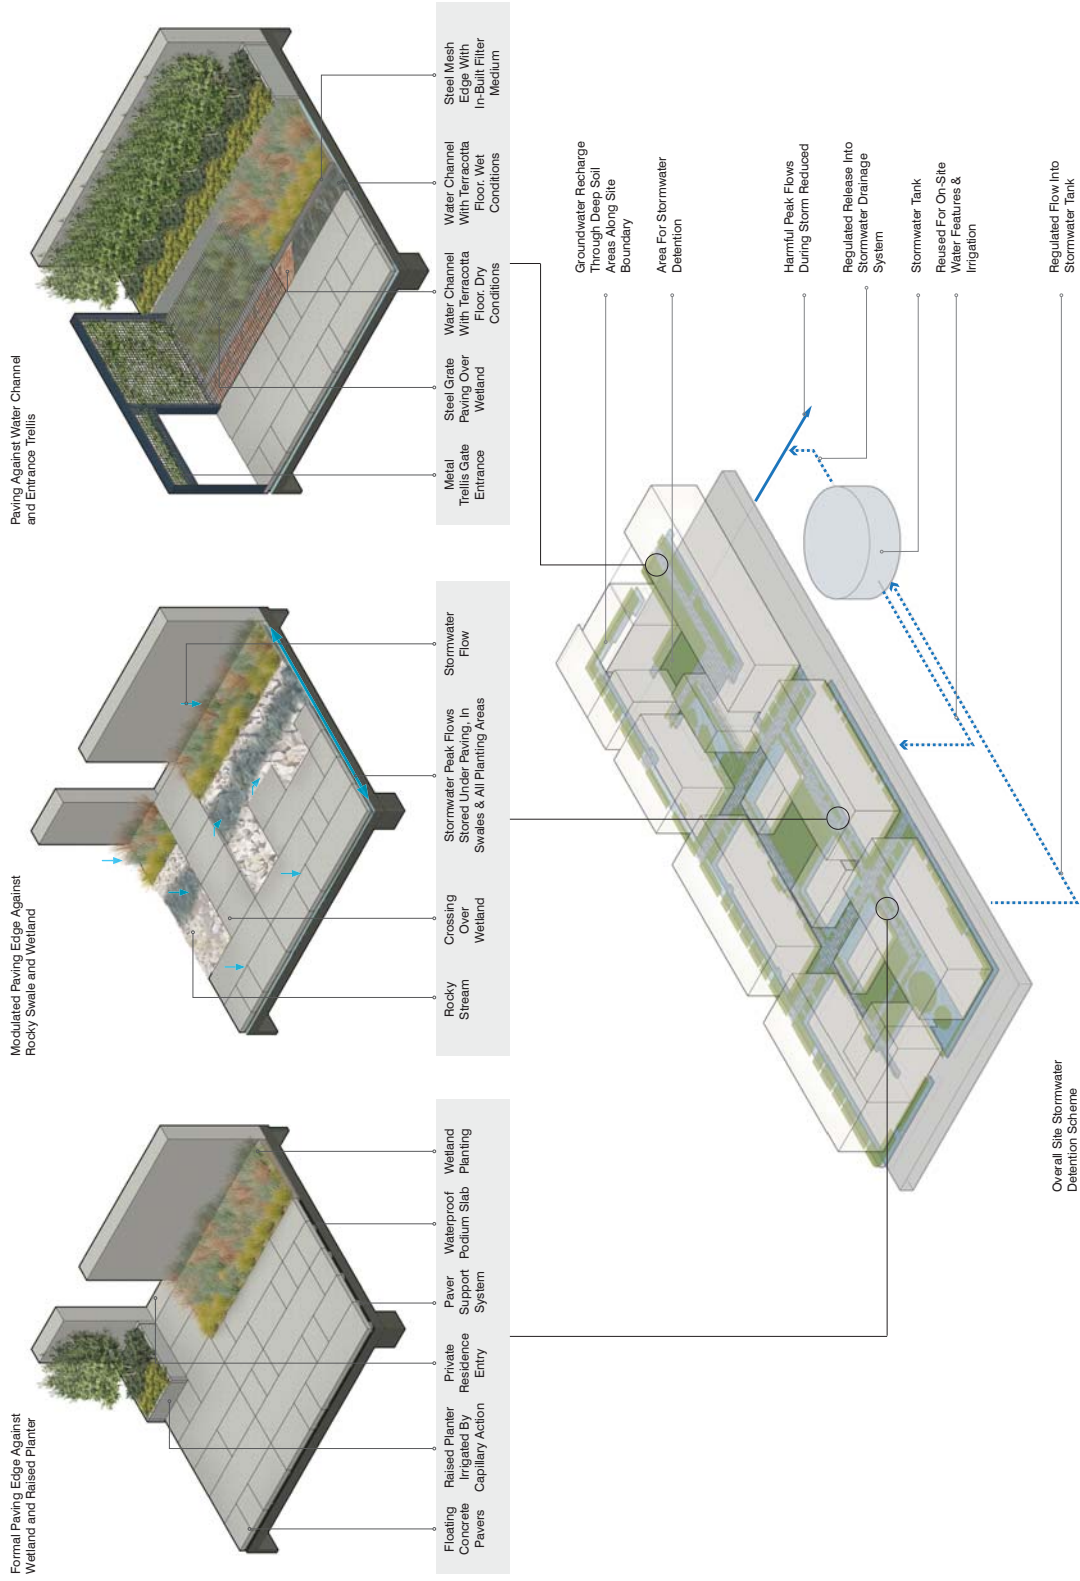 Formal Paving Edge Against
Wetland and Raised Planter
Floating
Concrete
Pavers
Raised Planter
Irrigated By
Capillary Action
Private
Residence
Entry
Paver
Support
System
Waterproof
Podium Slab
Wetland
Planting
Modulated Paving Edge Against
Rocky Swale and Wetland
Rocky
Stream
Crossing
Over
Wetland
Stormwater Peak Flows
Stored Under Paving, In
Swales & All Planting Areas
Stormwater
Flow
Paving Against Water Channel
and Entrance Trellis
Metal
Trellis Gate
Entrance
Steel Grate
Paving Over
Wetland
Water Channel
With Terracotta
Floor. Dry
Conditions
Water Channel
With Terracotta
Floor. Wet
Conditions
Steel Mesh
Edge With
In-Built Filter
Medium
Groundwater Recharge
Through Deep Soil
Areas Along Site
Boundary
Area For Stormwater
Detention
Harmful Peak Flows
During Storm Reduced
Regulated Release Into
Stormwater Drainage
System
Stormwater Tank
Reused For On-Site
Water Features &
Irrigation
Regulated Flow Into
Stormwater Tank
Overall Site Stormwater
Detention Scheme